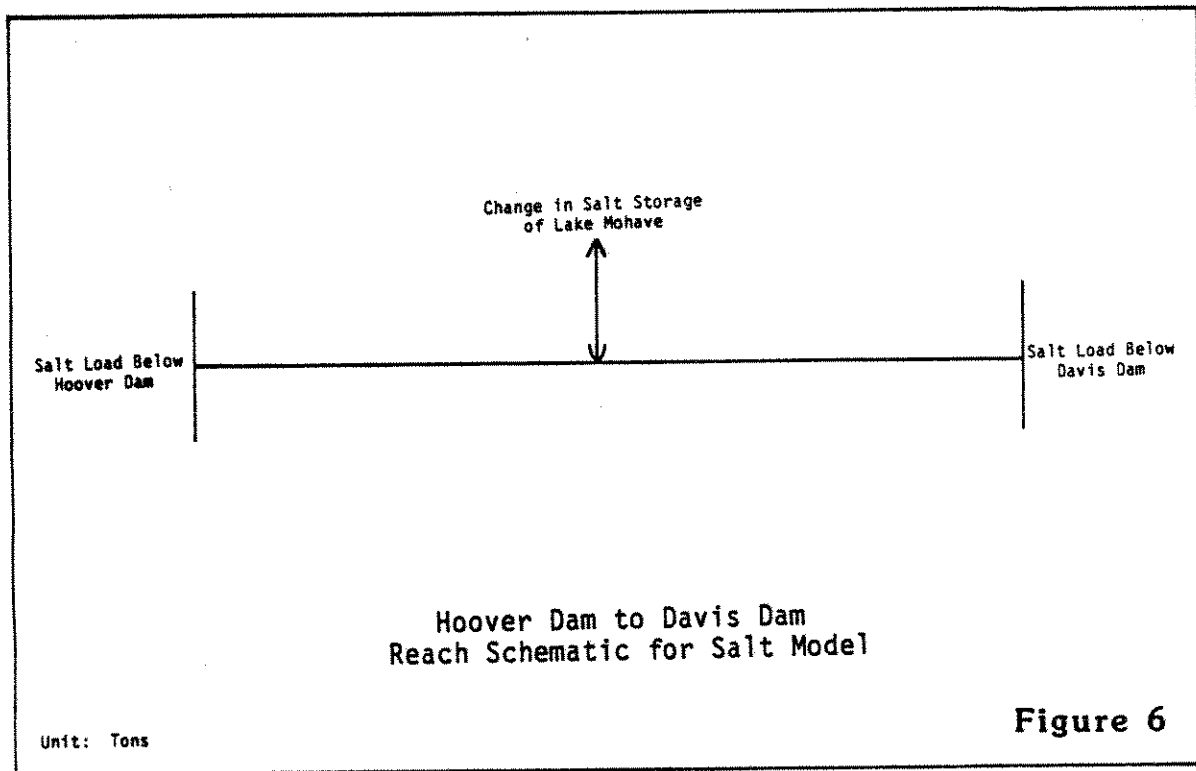 Change in Salt Storage
of Lake Mohave
Salt Load Below
Hoover Dam
Salt Load Below
Davis Dam
Hoover Dam to Davis Dam
Reach Schematic for Salt Model
Unit: Tons
Figure 6